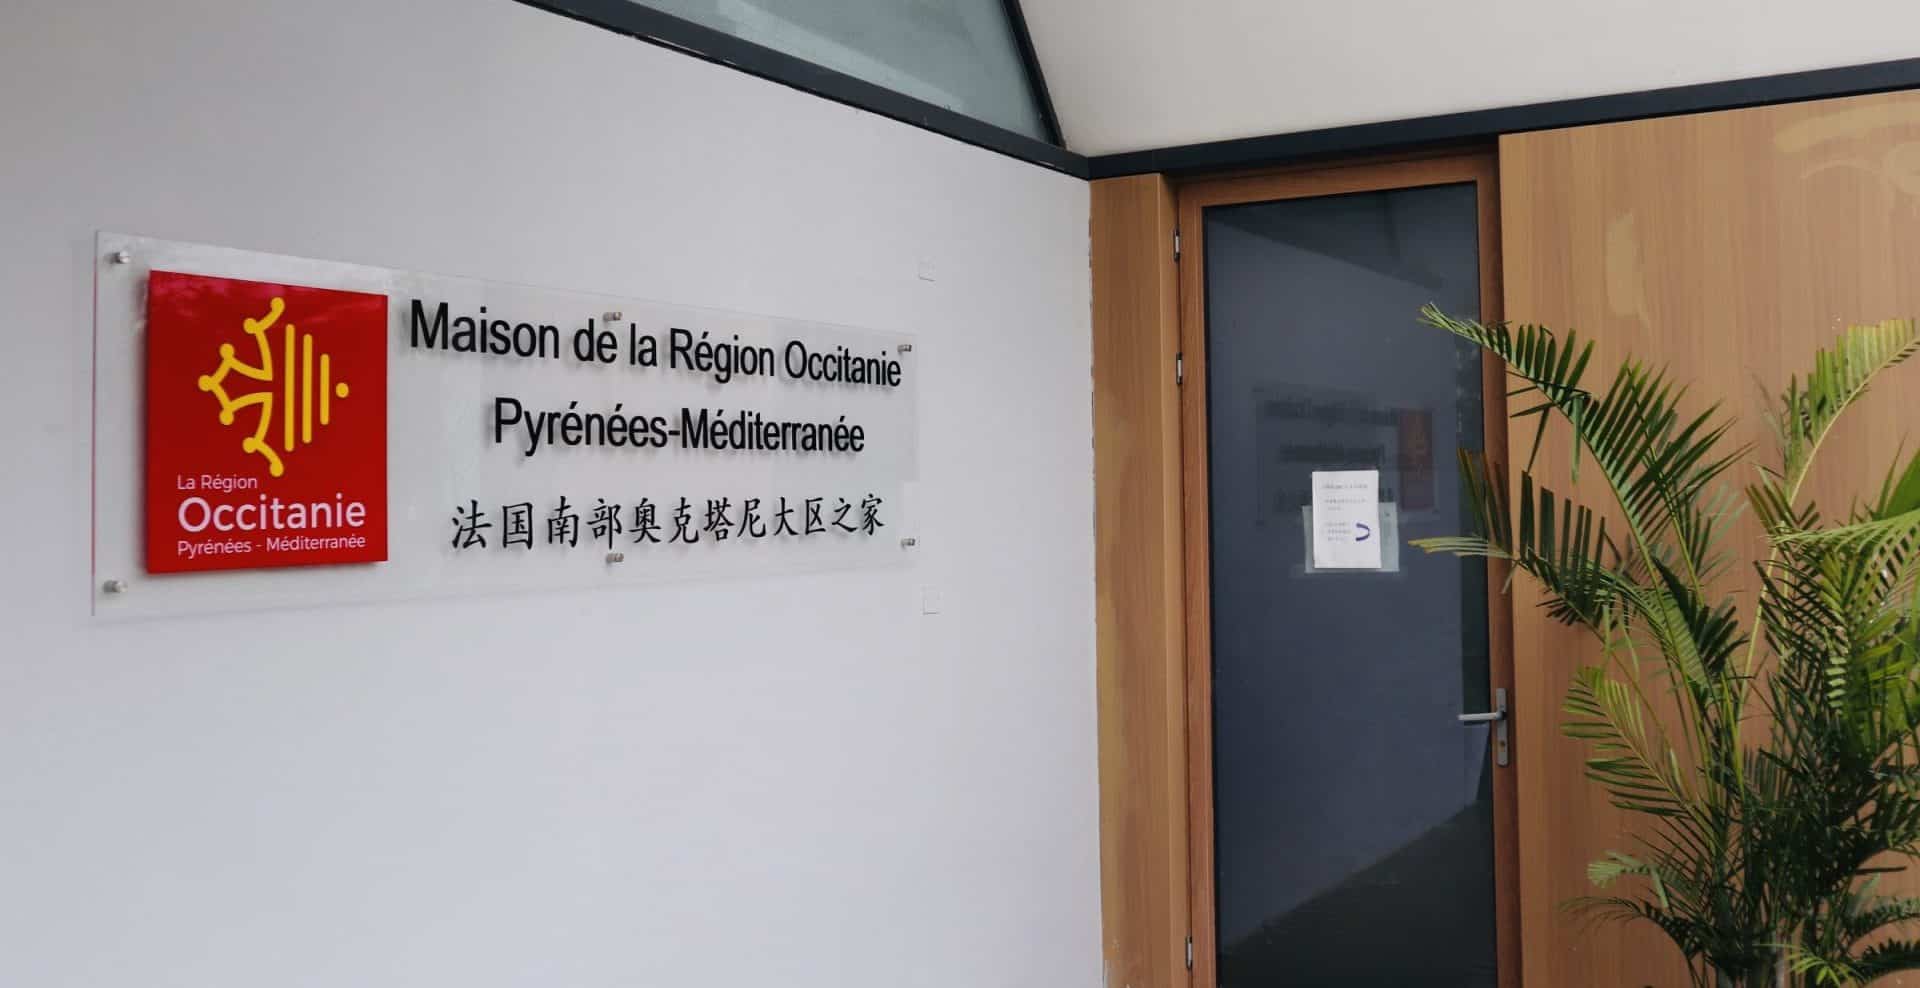 La Région
Occitanie
Pyrénées - Méditerranée
Maison de la Région Occitanie
Pyrénées-Méditerranée
法国南部奥克塔尼大区之家